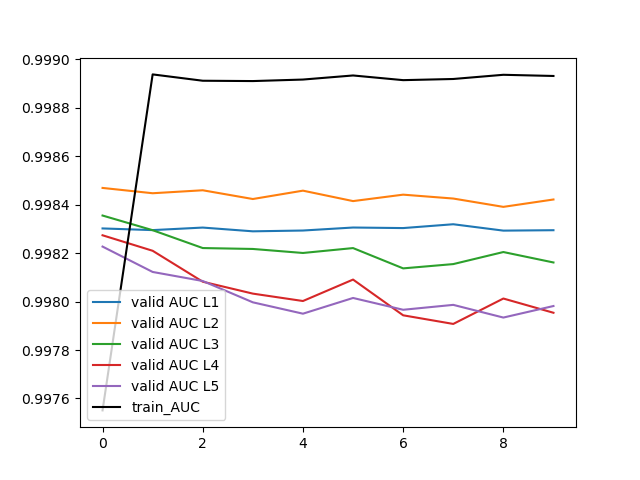 0.9990
0.9988
0.9986
0.9984
0.9982
0.9980
0.9978
0.9976
valid AUC L1
valid AUC L2
valid AUC L3
valid AUC L4
valid AUC L5
train_AUC
0 2 4 6 8